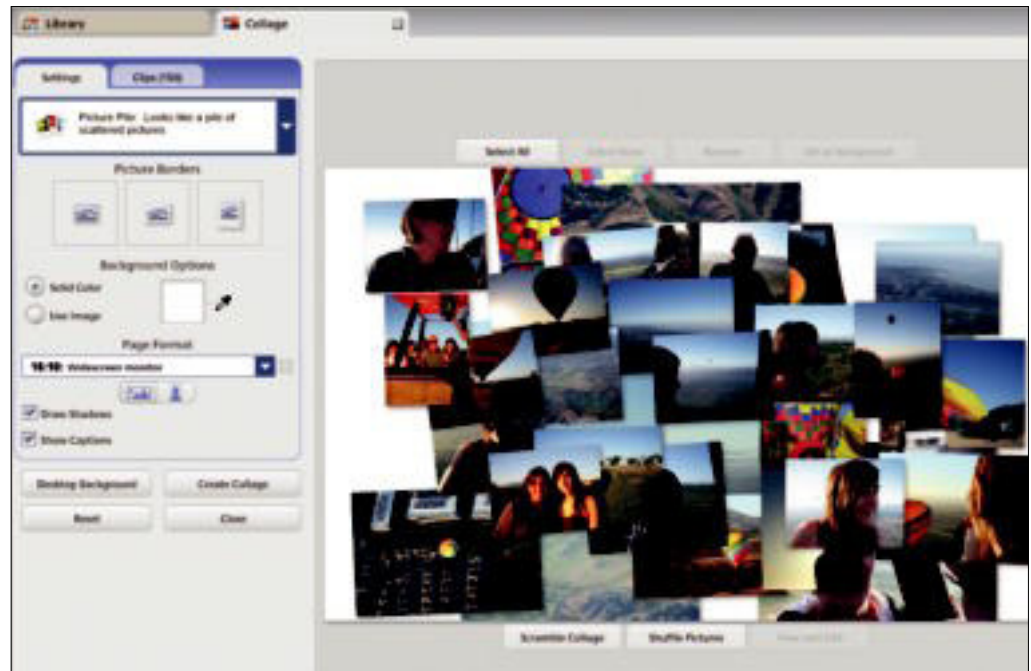 Library
Collage
Settings
Clips
Picture Pile: Looks like a pile of
scattered pictures
Picture Borders
Background Options
Solid Color
Use Image
Page Format
16:10: Widescreen monitor
Draw Shadows
Show Captions
Desktop Background
Create Collage
Reset
Close
Select All
Scramble Collage
Shuffle Pictures